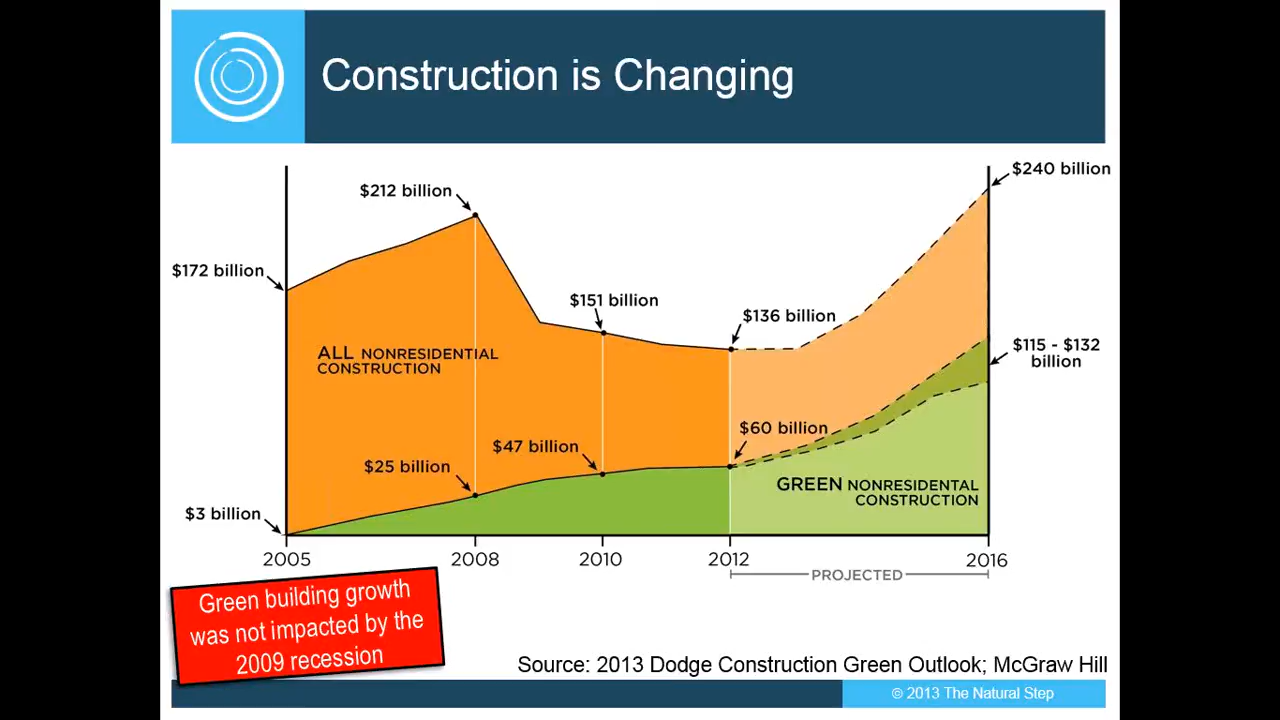 Construction is Changing
$240 billion
$212 billion
$172 billion
$151 billion
$136 billion
$115 - $132
billion
ALL NONRESIDENTIAL
CONSTRUCTION
$60 billion
$47 billion
$25 billion
GREEN NONRESIDENTAL
CONSTRUCTION
$3 billion
2005
2008
2010
2012
2016
PROJECTED
Green building growth
was not impacted by the
2009 recession
Source: 2013 Dodge Construction Green Outlook; McGraw Hill
© 2013 The Natural Step